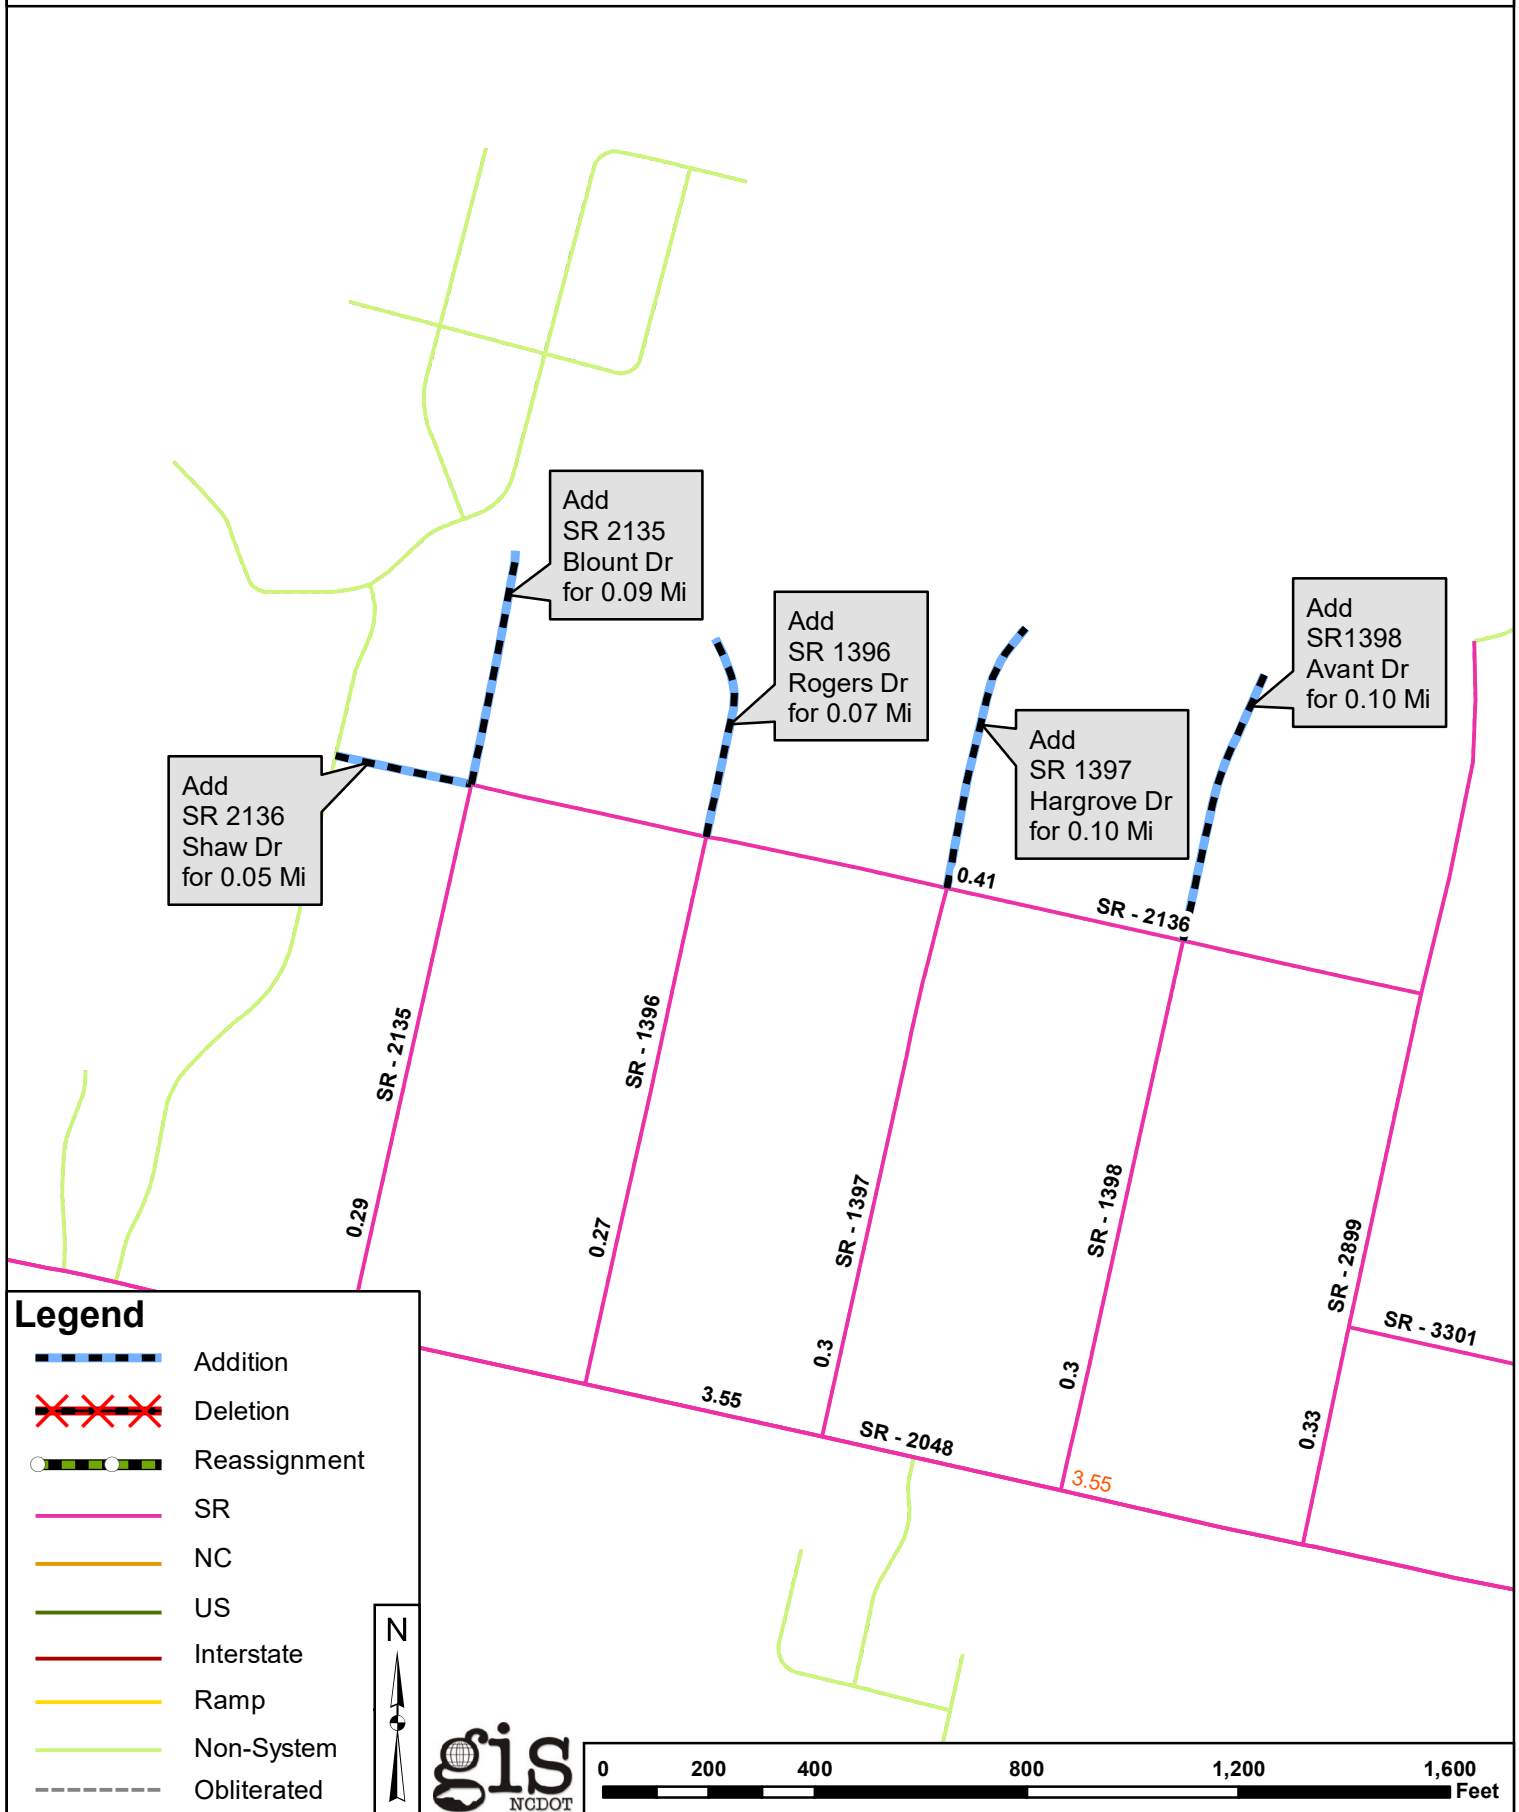 Add
SR 2135
Blount Dr
for 0.09 Mi
Add
SR 1396
Rogers Dr
for 0.07 Mi
Add
SR1398
Avant Dr
for 0.10 Mi
Add
SR 1397
Hargrove Dr
for 0.10 Mi
Add
SR 2136
Shaw Dr
for 0.05 Mi
0.41
SR - 2136
SR - 2135
SR - 1396
SR - 1397
SR - 1398
SR - 2899
0.29
0.27
0.3
0.3
0.33
SR - 3301
3.55
SR - 2048
3.55
Legend
Addition
Deletion
Reassignment
SR
NC
US
Interstate
Ramp
Non-System
Obliterated
N
gis
NCDOT
0 200 400 800 1,200 1,600
Feet